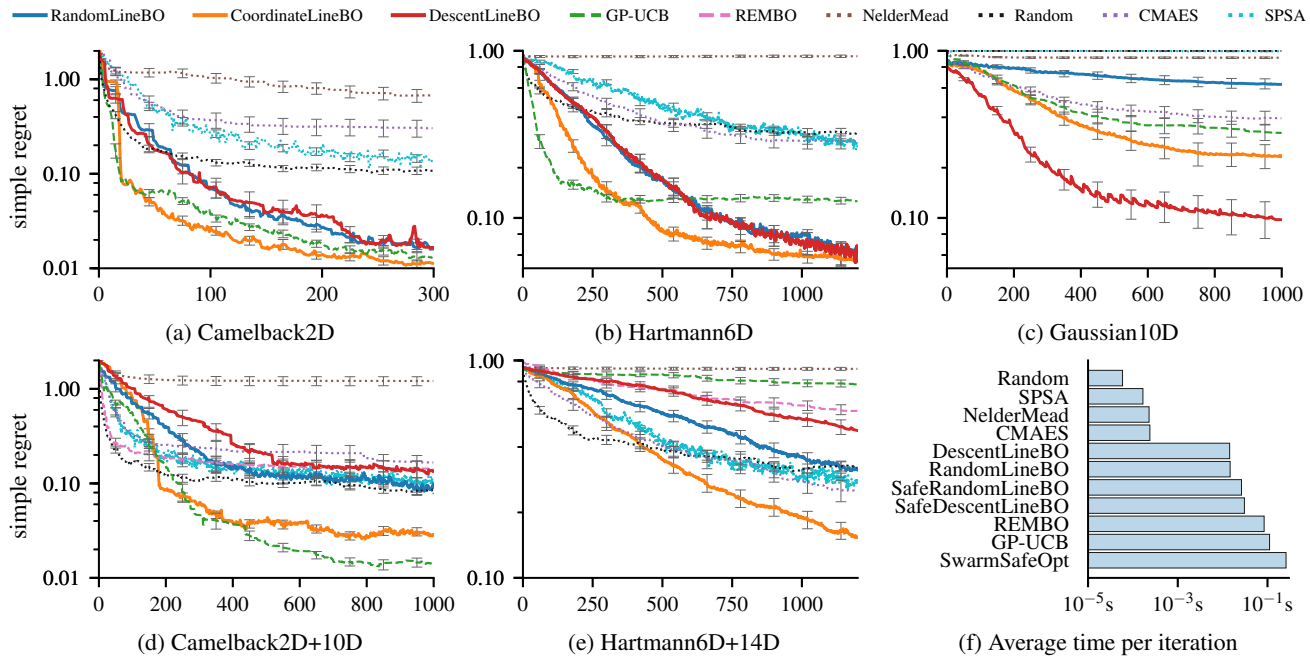 RandomLineBO CoordinateLineBO DescentLineBO GP-UCB REMBO NelderMead Random CMAES SPSA
simple regret
1.00
0.10
0.01
0 100 200 300
(a) Camelback2D
1.00
0.10
0 250 500 750 1000
(b) Hartmann6D
1.00
0.10
0 200 400 600 800 1000
(c) Gaussian10D
simple regret
1.00
0.10
0.01
0 200 400 600 800 1000
(d) Camelback2D+10D
1.00
0.10
0 200 400 600 800 1000
(e) Hartmann6D+14D
Random
SPSA
NelderMead
CMAES
DescentLineBO
RandomLineBO
SafeRandomLineBO
SafeDescentLineBO
REMBO
GP-UCB
SwarmSafeOpt
10⁻⁵s 10⁻³s 10⁻¹s
(f) Average time per iteration